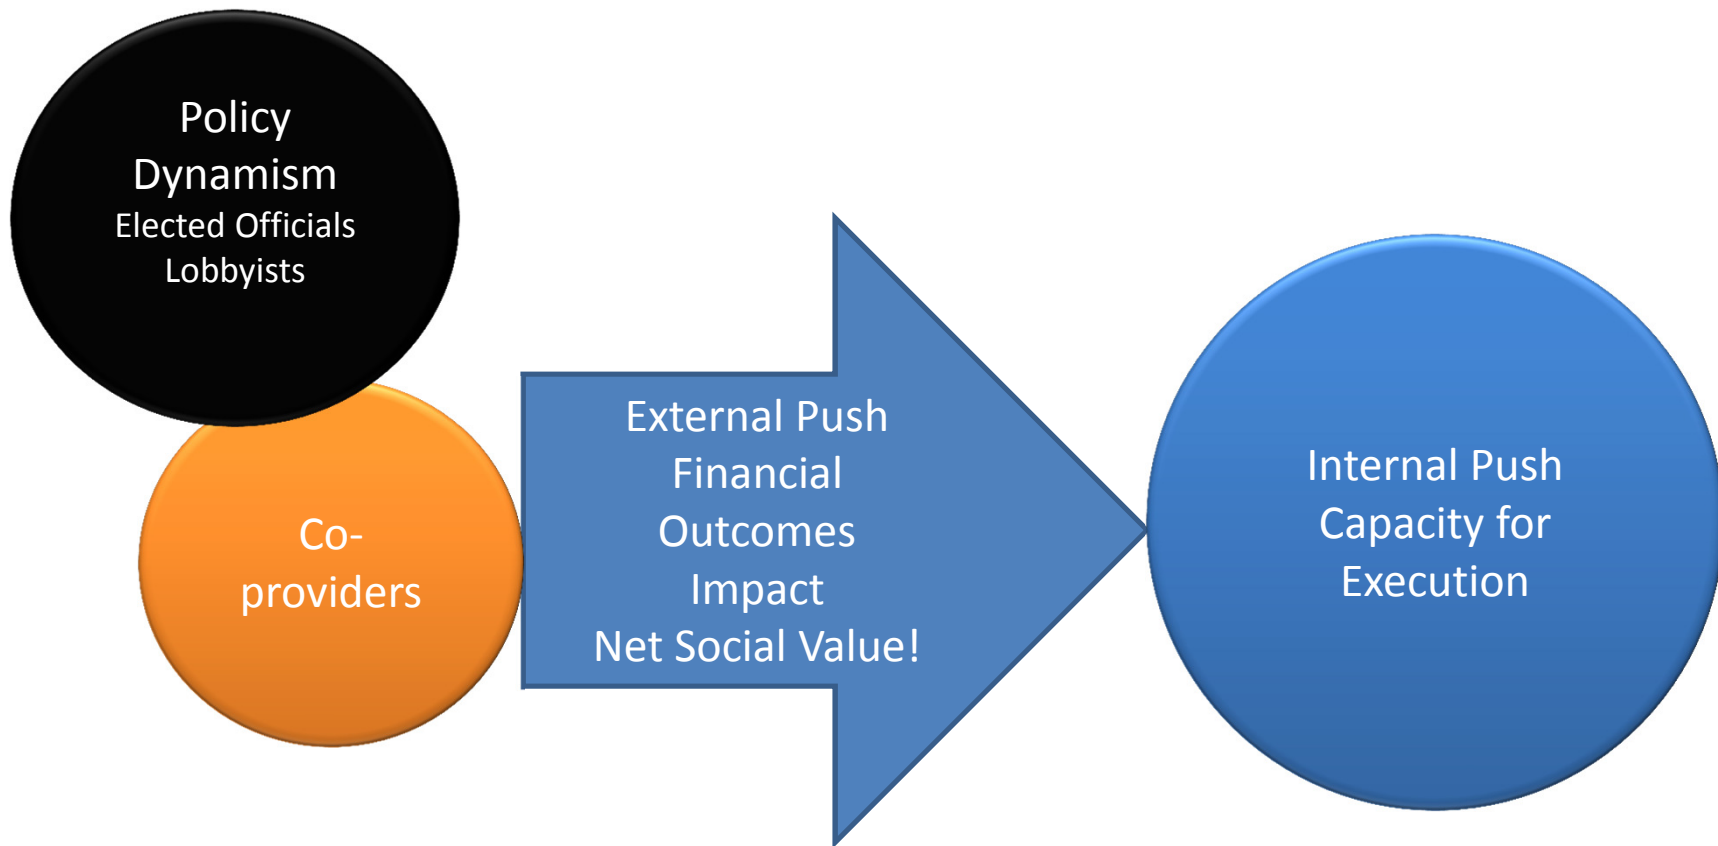 Policy
Dynamism
Elected Officials
Lobbyists
Co-
providers
External Push
Financial
Outcomes
Impact
Net Social Value!
Internal Push
Capacity for
Execution